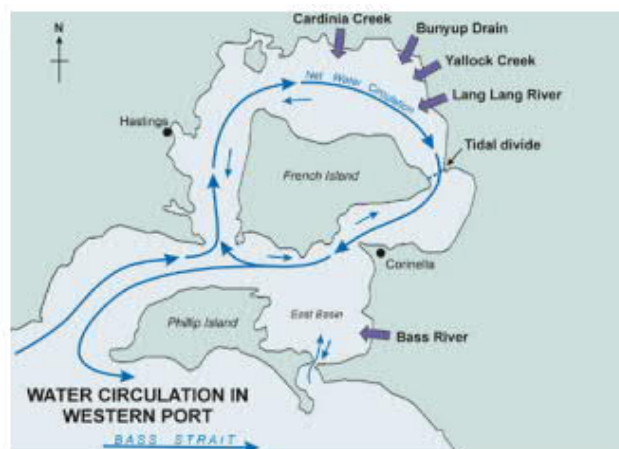 Cardinia Creek
Bunyup Drain
N
Yallock Creek
Net Water Circulation
Lang Lang River
Hastings
Tidal divide
French Island
Corinella
East Basin
Phillip Island
Bass River
WATER CIRCULATION IN
WESTERN PORT
BASS STRAIT